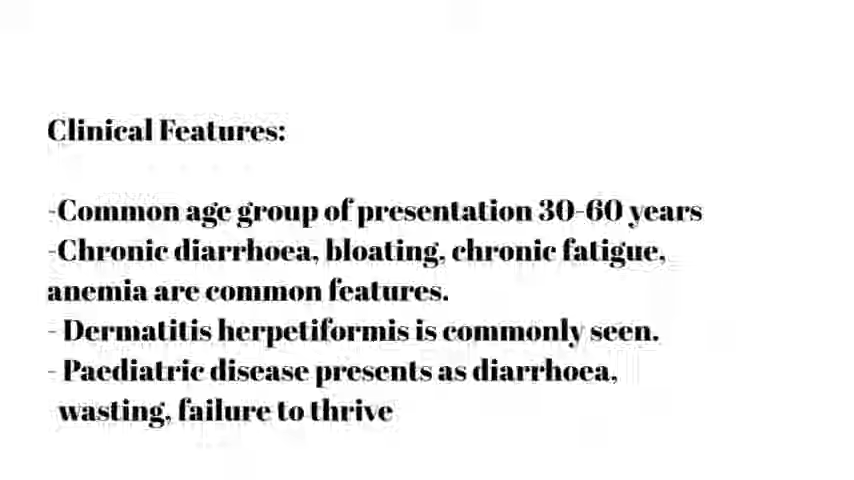 Clinical Features:
-Common age group of presentation 30-60 years
-Chronic diarrhoea, bloating, chronic fatigue,
anemia are common features.
- Dermatitis herpetiformis is commonly seen.
- Paediatric disease presents as diarrhoea,
wasting, failure to thrive